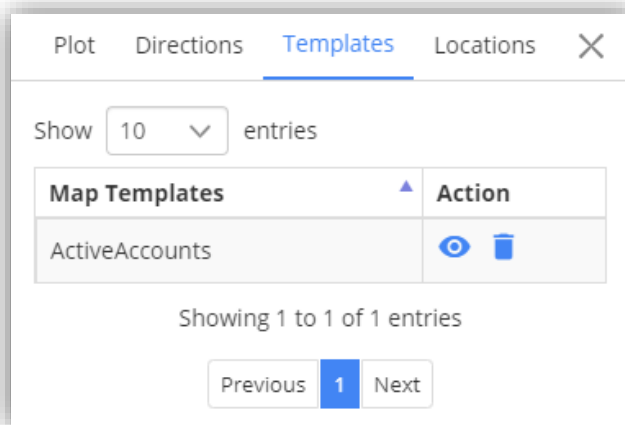 Plot Directions Templates Locations
Show 10 entries
Map Templates Action
ActiveAccounts
Showing 1 to 1 of 1 entries
Previous 1 Next